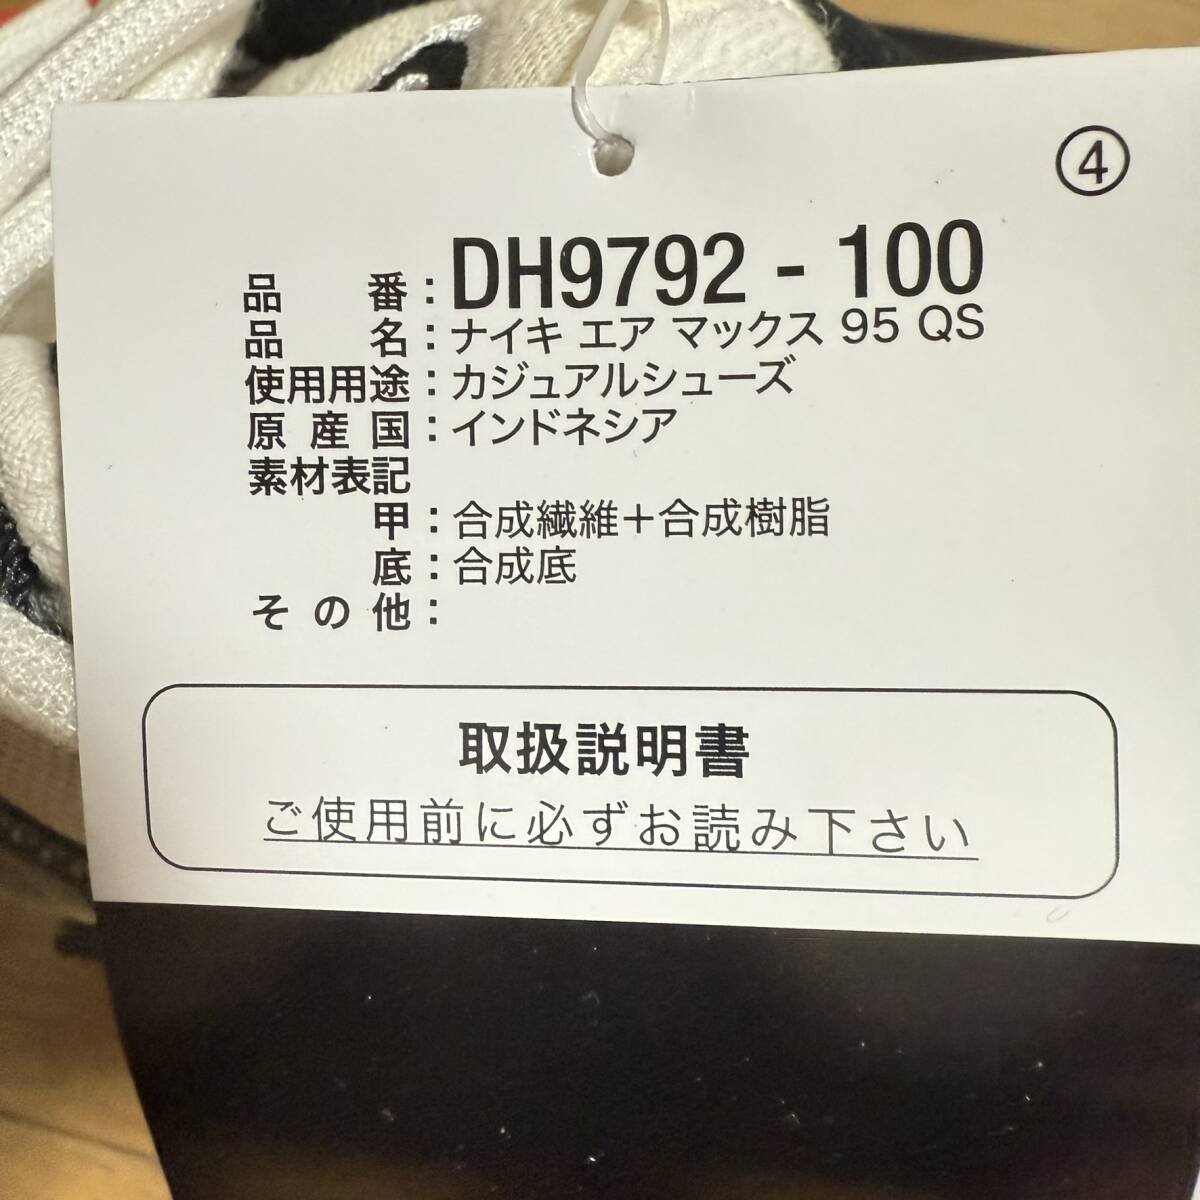 ④
品番:DH9792-100
品名:ナイキ エア マックス 95 QS
使用用途:カジュアルシューズ
原産国:インドネシア
素材表記
甲:合成繊維+合成樹脂
底:合成底
その他:
取扱説明書
ご使用前に必ずお読み下さい